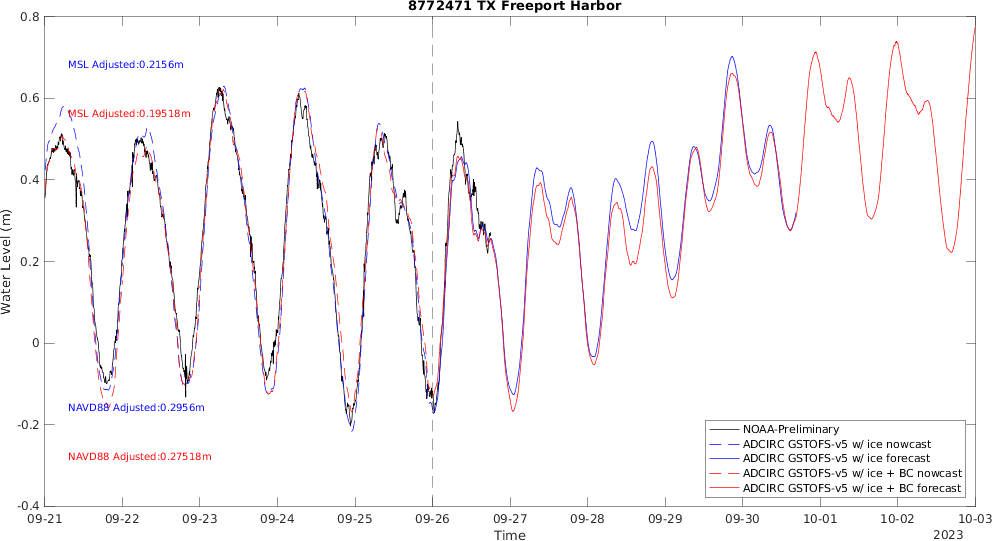 8772471 TX Freeport Harbor
0.8
0.6
0.4
0.2
0
-0.2
-0.4
Water Level (m)
MSL Adjusted:0.2156m
MSL Adjusted:0.19518m
NAVD88 Adjusted:0.2956m
NAVD88 Adjusted:0.27518m
NOAA-Preliminary
ADCIRC GSTOFS-v5 w/ ice nowcast
ADCIRC GSTOFS-v5 w/ ice forecast
ADCIRC GSTOFS-v5 w/ ice + BC nowcast
ADCIRC GSTOFS-v5 w/ ice + BC forecast
09-21 09-22 09-23 09-24 09-25 09-26 09-27 09-28 09-29 09-30 10-01 10-02 10-03
Time
2023